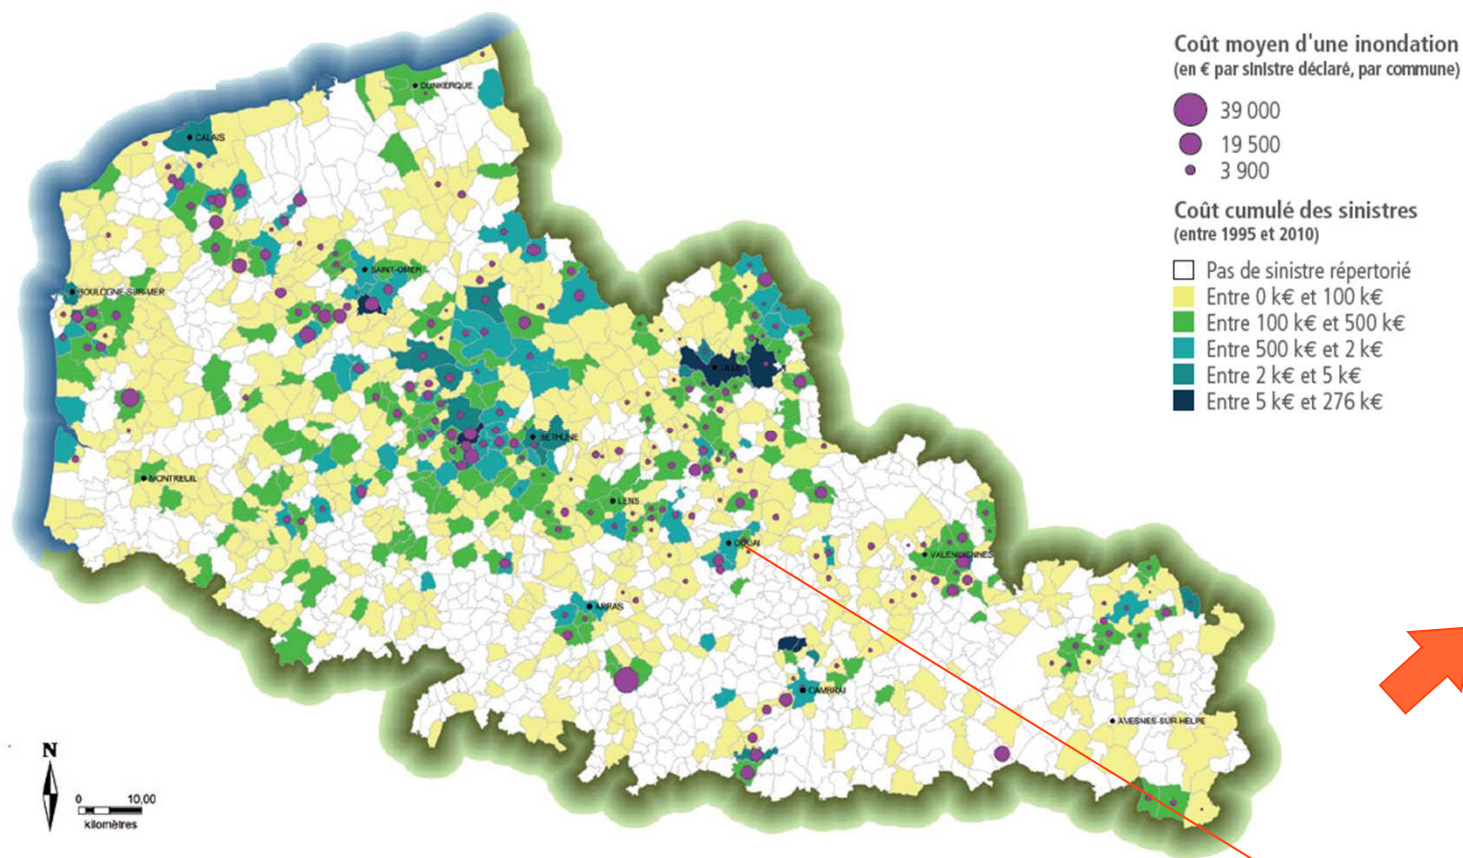 Coût moyen d'une inondation
(en € par sinistre déclaré, par commune)
39 000
19 500
3 900
Coût cumulé des sinistres
(entre 1995 et 2010)
Pas de sinistre répertorié
Entre 0 k€ et 100 k€
Entre 100 k€ et 500 k€
Entre 500 k€ et 2 k€
Entre 2 k€ et 5 k€
Entre 5 k€ et 276 k€
DUNKERQUE
CALAIS
SAINT-OMER
BOULOGNE-SUR-MER
LILLE
BETHUNE
MONTREUIL
LENS
DOUAI
VALENCIENNES
ARRAS
CAMBRAI
AVESNES-SUR-HELPE
N
0 10,00
kilomètres